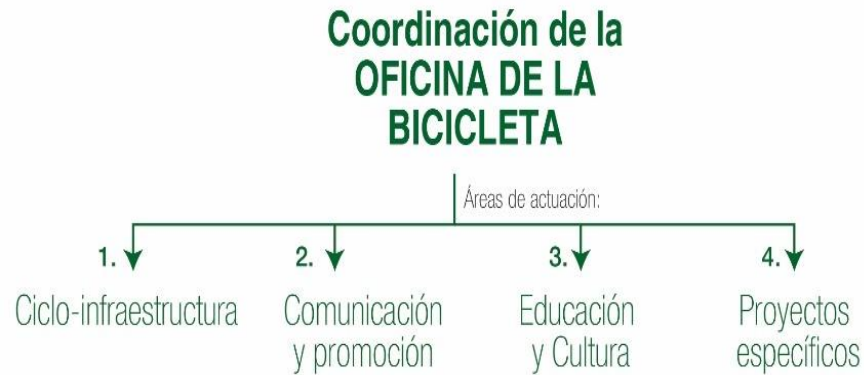 Coordinación de la
OFICINA DE LA
BICICLETA
Áreas de actuación:
1.
Ciclo-infraestructura
2.
Comunicación
y promoción
3.
Educación
y Cultura
4.
Proyectos
específicos